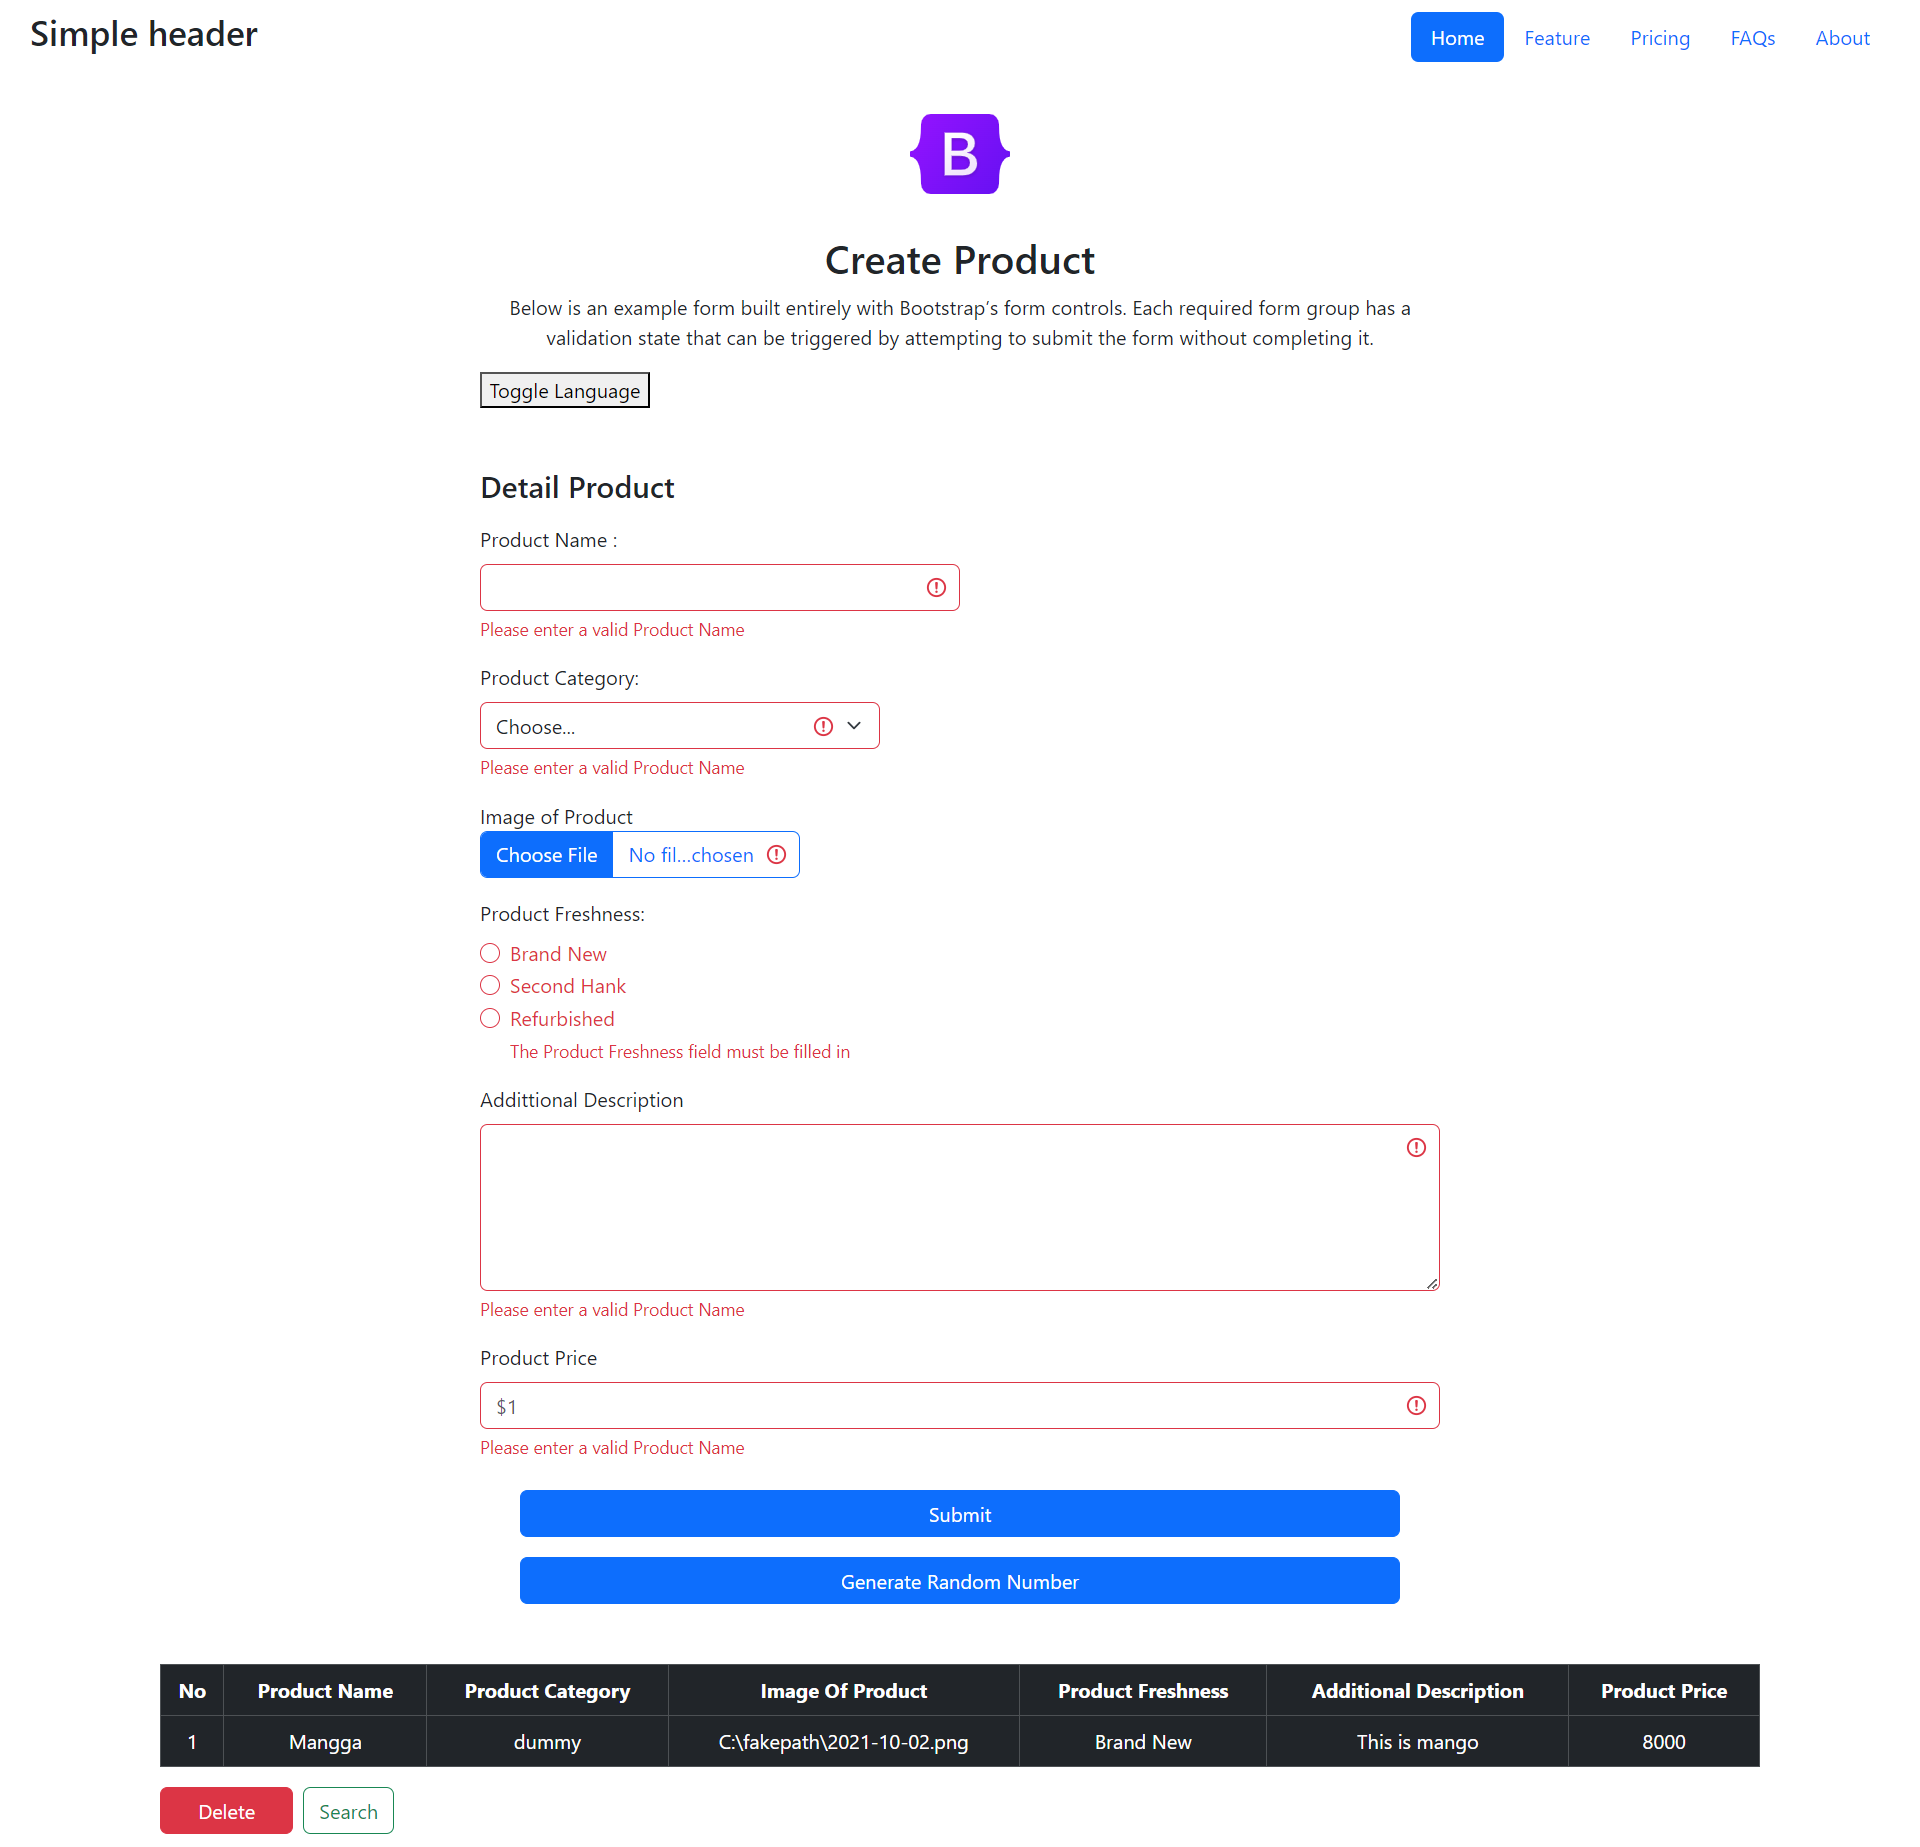 Simple header
Home Feature Pricing FAQs About
B
Create Product
Below is an example form built entirely with Bootstrap’s form controls. Each required form group has a
validation state that can be triggered by attempting to submit the form without completing it.
Toggle Language
Detail Product
Product Name :
Please enter a valid Product Name
Product Category:
Choose...
Please enter a valid Product Name
Image of Product
Choose File No fil...chosen
Product Freshness:
Brand New
Second Hank
Refurbished
The Product Freshness field must be filled in
Addittional Description
Please enter a valid Product Name
Product Price
$1
Please enter a valid Product Name
Submit
Generate Random Number
No Product Name Product Category Image Of Product Product Freshness Additional Description Product Price
1 Mangga dummy C:\fakepath\2021-10-02.png Brand New This is mango 8000
Delete Search